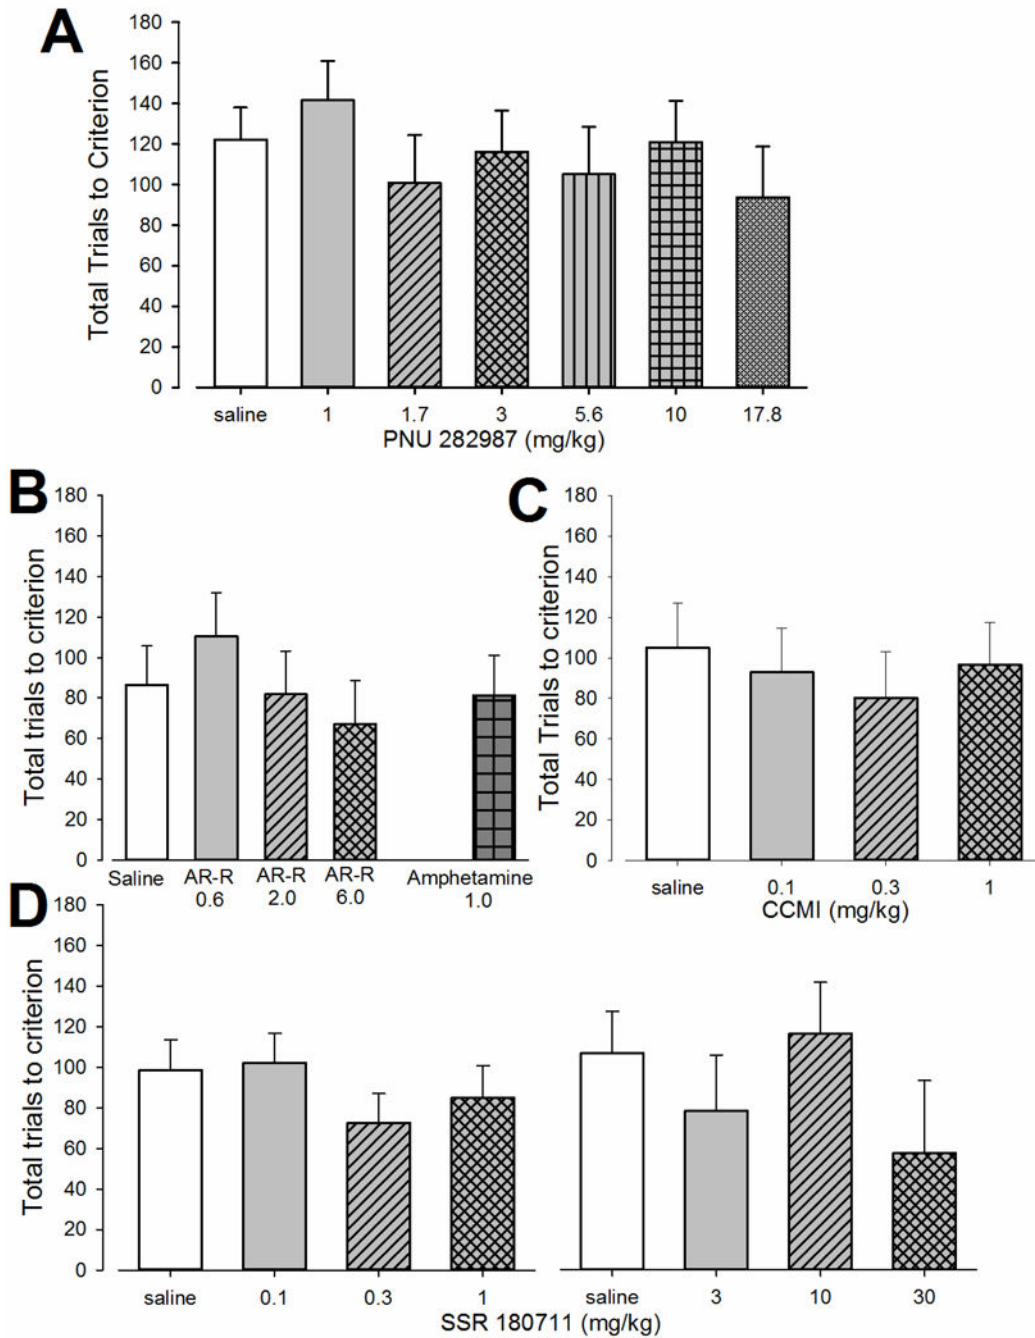 A
Total Trials to Criterion
180
160
140
120
100
80
60
40
20
0
saline 1 1.7 3 5.6 10 17.8
PNU 282987 (mg/kg)
B
Total trials to criterion
180
160
140
120
100
80
60
40
20
0
Saline AR-R AR-R AR-R Amphetamine
0.6 2.0 6.0 1.0
C
Total Trials to criterion
180
160
140
120
100
80
60
40
20
0
saline 0.1 0.3 1
CCMI (mg/kg)
D
Total trials to criterion
180
160
140
120
100
80
60
40
20
0
saline 0.1 0.3 1 saline 3 10 30
SSR 180711 (mg/kg)